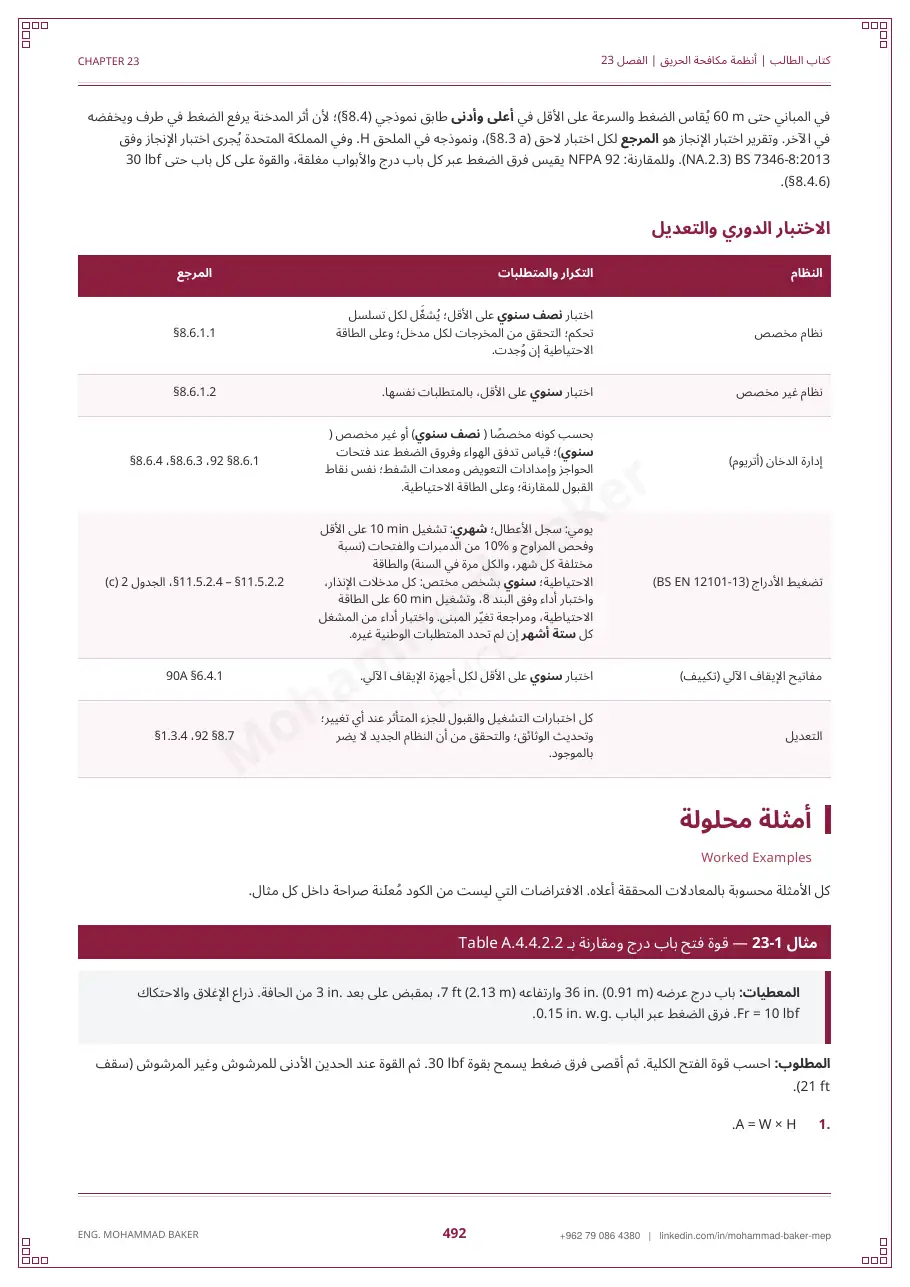 كتاب الطالب | أنظمة مكافحة الحريق | الفصل 23
CHAPTER 23
في المباني حتى 60 m يُقاس الضغط والسرعة على الأقل في أعلى وأدنى طابق نموذجي (§8.4)؛ لأن أثر المدخنة يرفع الضغط في طرف ويخفضه
في الآخر. وتقرير اختبار الإنجاز هو المرجع لكل اختبار لاحق (§8.3 a)، ونموذجه في الملحق H. وفي المملكة المتحدة يُجرى اختبار الإنجاز وفق
BS 7346-8:2013 (NA.2.3). وللمقارنة: NFPA 92 يقيس فرق الضغط عبر كل باب درج والأبواب مغلقة، والقوة على كل باب حتى 30 lbf
(§8.4.6).
الاختبار الدوري والتعديل
النظام التكرار والمتطلبات المرجع
نظام مخصص
اختبار نصف سنوي على الأقل؛ يُشغَّل لكل تسلسل
تحكم؛ التحقق من المخرجات لكل مدخل؛ وعلى الطاقة
الاحتياطية إن وُجدت.
§8.6.1.1
نظام غير مخصص
اختبار سنوي على الأقل، بالمتطلبات نفسها.
§8.6.1.2
إدارة الدخان (أتريوم)
بحسب كونه مخصصًا ( نصف سنوي) أو غير مخصص (
سنوي)؛ قياس تدفق الهواء وفروق الضغط عند فتحات
الحواجز وإمدادات التعويض ومعدات الشفط؛ نفس نقاط
القبول للمقارنة؛ وعلى الطاقة الاحتياطية.
92 §8.6.1، §8.6.3، §8.6.4
تضغيط الأدراج (BS EN 12101-13)
يومي: سجل الأعطال؛ شهري: تشغيل 10 min على الأقل
وفحص المراوح و 10% من الدمبرات والفتحات (نسبة
مختلفة كل شهر، والكل مرة في السنة) والطاقة
الاحتياطية؛ سنوي بشخص مختص: كل مدخلات الإنذار،
واختبار أداء وفق البند 8، وتشغيل 60 min على الطاقة
الاحتياطية، ومراجعة تغيّر المبنى. واختبار أداء من المشغل
كل ستة أشهر إن لم تحدد المتطلبات الوطنية غيره.
§11.5.2.2 – §11.5.2.4، الجدول 2 (c)
مفاتيح الإيقاف الآلي (تكييف)
اختبار سنوي على الأقل لكل أجهزة الإيقاف الآلي.
90A §6.4.1
التعديل
كل اختبارات التشغيل والقبول للجزء المتأثر عند أي تغيير؛
وتحديث الوثائق؛ والتحقق من أن النظام الجديد لا يضر
بالموجود.
92 §8.7، §1.3.4
أمثلة محلولة
Worked Examples
كل الأمثلة محسوبة بالمعادلات المحققة أعلاه. الافتراضات التي ليست من الكود مُعلَنة صراحة داخل كل مثال.
مثال 1-23 — قوة فتح باب درج ومقارنة بـ Table A.4.4.2.2
المعطيات: باب درج عرضه 36 in. (0.91 m) وارتفاعه 7 ft (2.13 m)، بمقبض على بعد 3 in. من الحافة. ذراع الإغلاق والاحتكاك
Fr = 10 lbf. فرق الضغط عبر الباب 0.15 in. w.g.
المطلوب: احسب قوة الفتح الكلية. ثم أقصى فرق ضغط يسمح بقوة 30 lbf. ثم القوة عند الحدين الأدنى للمرشوش وغير المرشوش (سقف
21 ft).
1. A = W × H.
Mohammad Baker
ENG. MOHAMMAD BAKER
492
+962 79 086 4380 | linkedin.com/in/mohammad-baker-mep